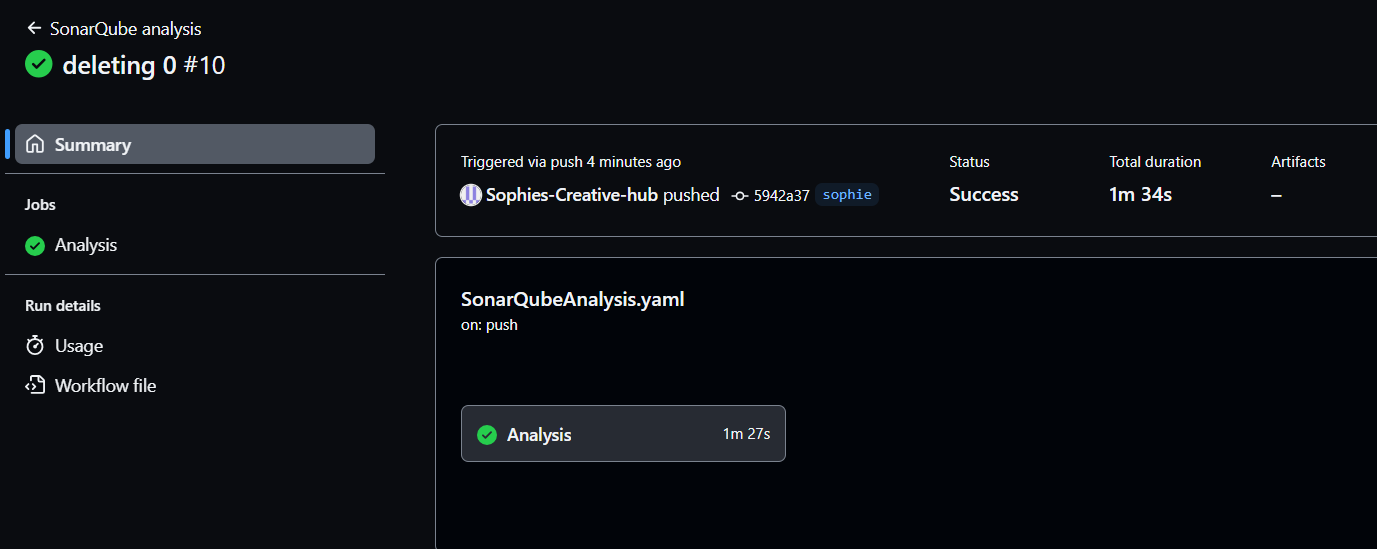 SonarQube analysis
deleting 0 #10
Summary
Jobs
Analysis
Run details
Usage
Workflow file
Triggered via push 4 minutes ago
Sophies-Creative-hub pushed 5942a37 sophie
Status
Success
Total duration
1m 34s
Artifacts
–
SonarQubeAnalysis.yaml
on: push
Analysis 1m 27s